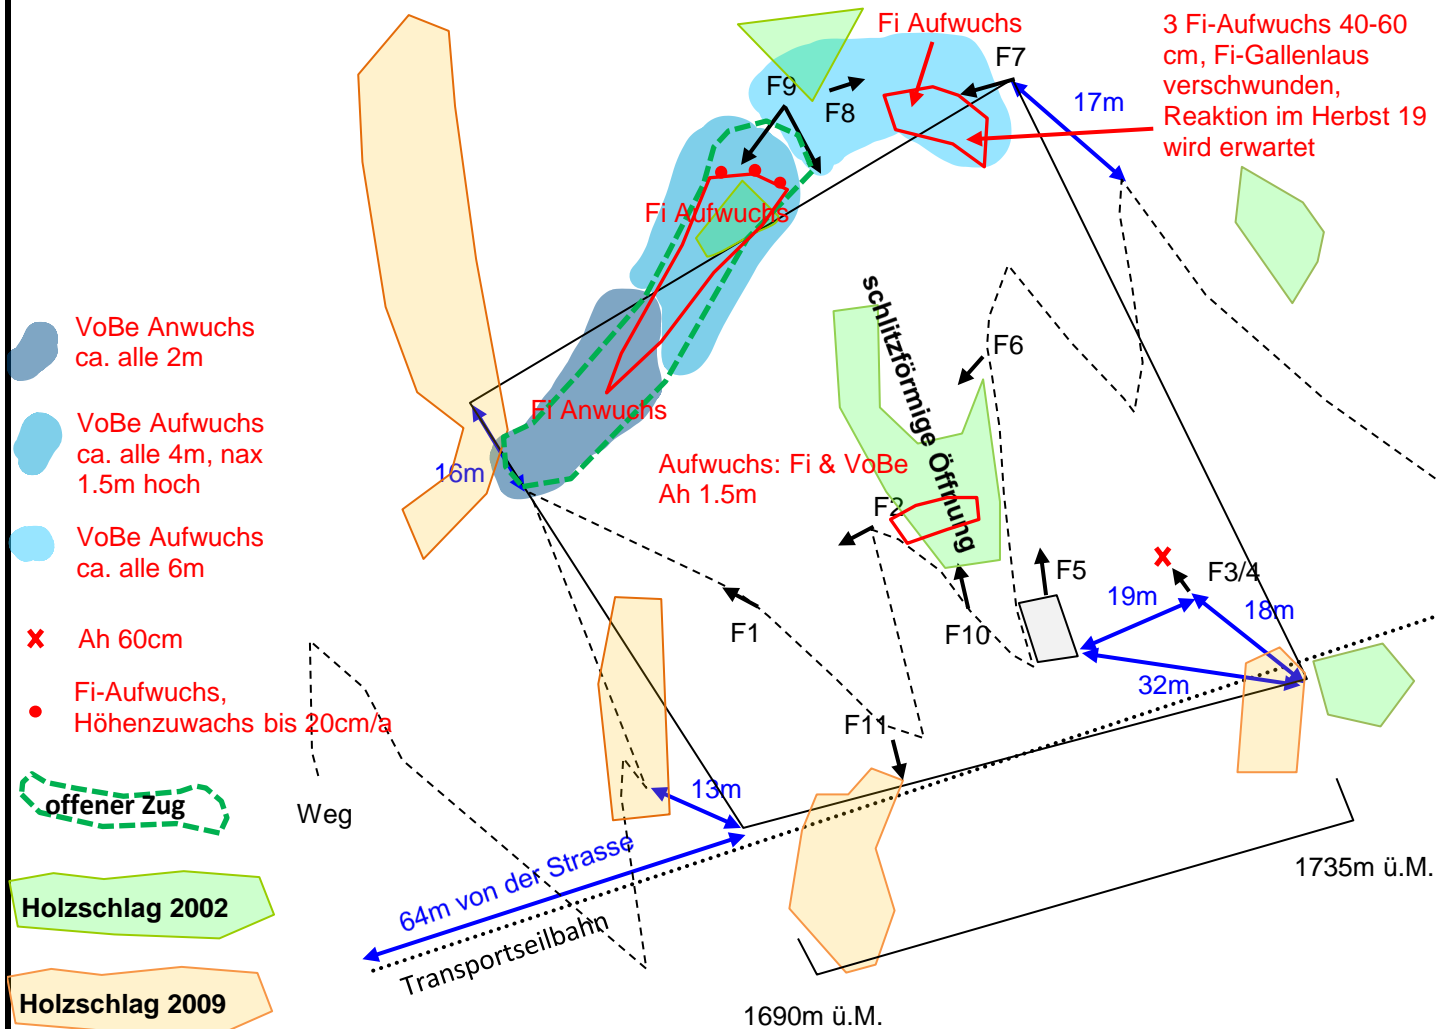 Fi Aufwuchs
3 Fi-Aufwuchs 40-60
cm, Fi-Gallenlaus
verschwunden,
Reaktion im Herbst 19
wird erwartet
F7
F9
F8
17m
Fi Aufwuchs
schlitzförmige Öffnung
VoBe Anwuchs
ca. alle 2m
F6
VoBe Aufwuchs
ca. alle 4m, nax
1.5m hoch
Fi Anwuchs
16m
Aufwuchs: Fi & VoBe
Ah 1.5m
F2
VoBe Aufwuchs
ca. alle 6m
F5
F3/4
19m
18m
Ah 60cm
F1
F10
32m
Fi-Aufwuchs,
Höhenzuwachs bis 20cm/a
F11
13m
offener Zug
Weg
64m von der Strasse
Transportseilbahn
1735m ü.M.
Holzschlag 2002
Holzschlag 2009
1690m ü.M.